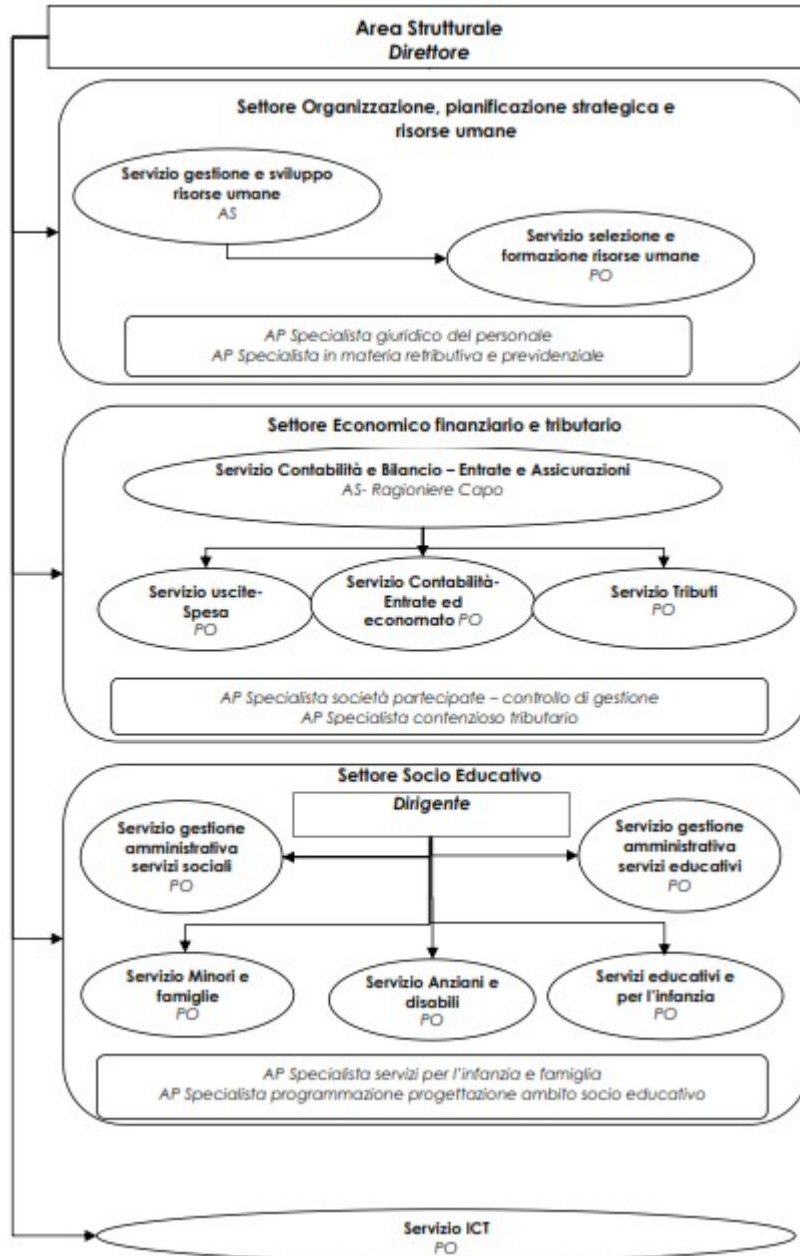 Area Strutturale
Direttore
Settore Organizzazione, pianificazione strategica e
risorse umane
Servizio gestione e sviluppo
risorse umane
AS
Servizio selezione e
formazione risorse umane
PO
AP Specialista giuridico del personale
AP Specialista in materia retributiva e previdenziale
Settore Economico finanziario e tributario
Servizio Contabilità e Bilancio – Entrate e Assicurazioni
AS- Ragioniere Capo
Servizio uscite-
Spesa
PO
Servizio Contabilità-
Entrate ed
economato PO
Servizio Tributi
PO
AP Specialista società partecipate – controllo di gestione
AP Specialista contenzioso tributario
Settore Socio Educativo
Dirigente
Servizio gestione
amministrativa
servizi sociali
PO
Servizio gestione
amministrativa
servizi educativi
PO
Servizio Minori e
famiglie
PO
Servizio Anziani e
disabili
PO
Servizi educativi e
per l'infanzia
PO
AP Specialista servizi per l'infanzia e famiglia
AP Specialista programmazione progettazione ambito socio educativo
Servizio ICT
PO